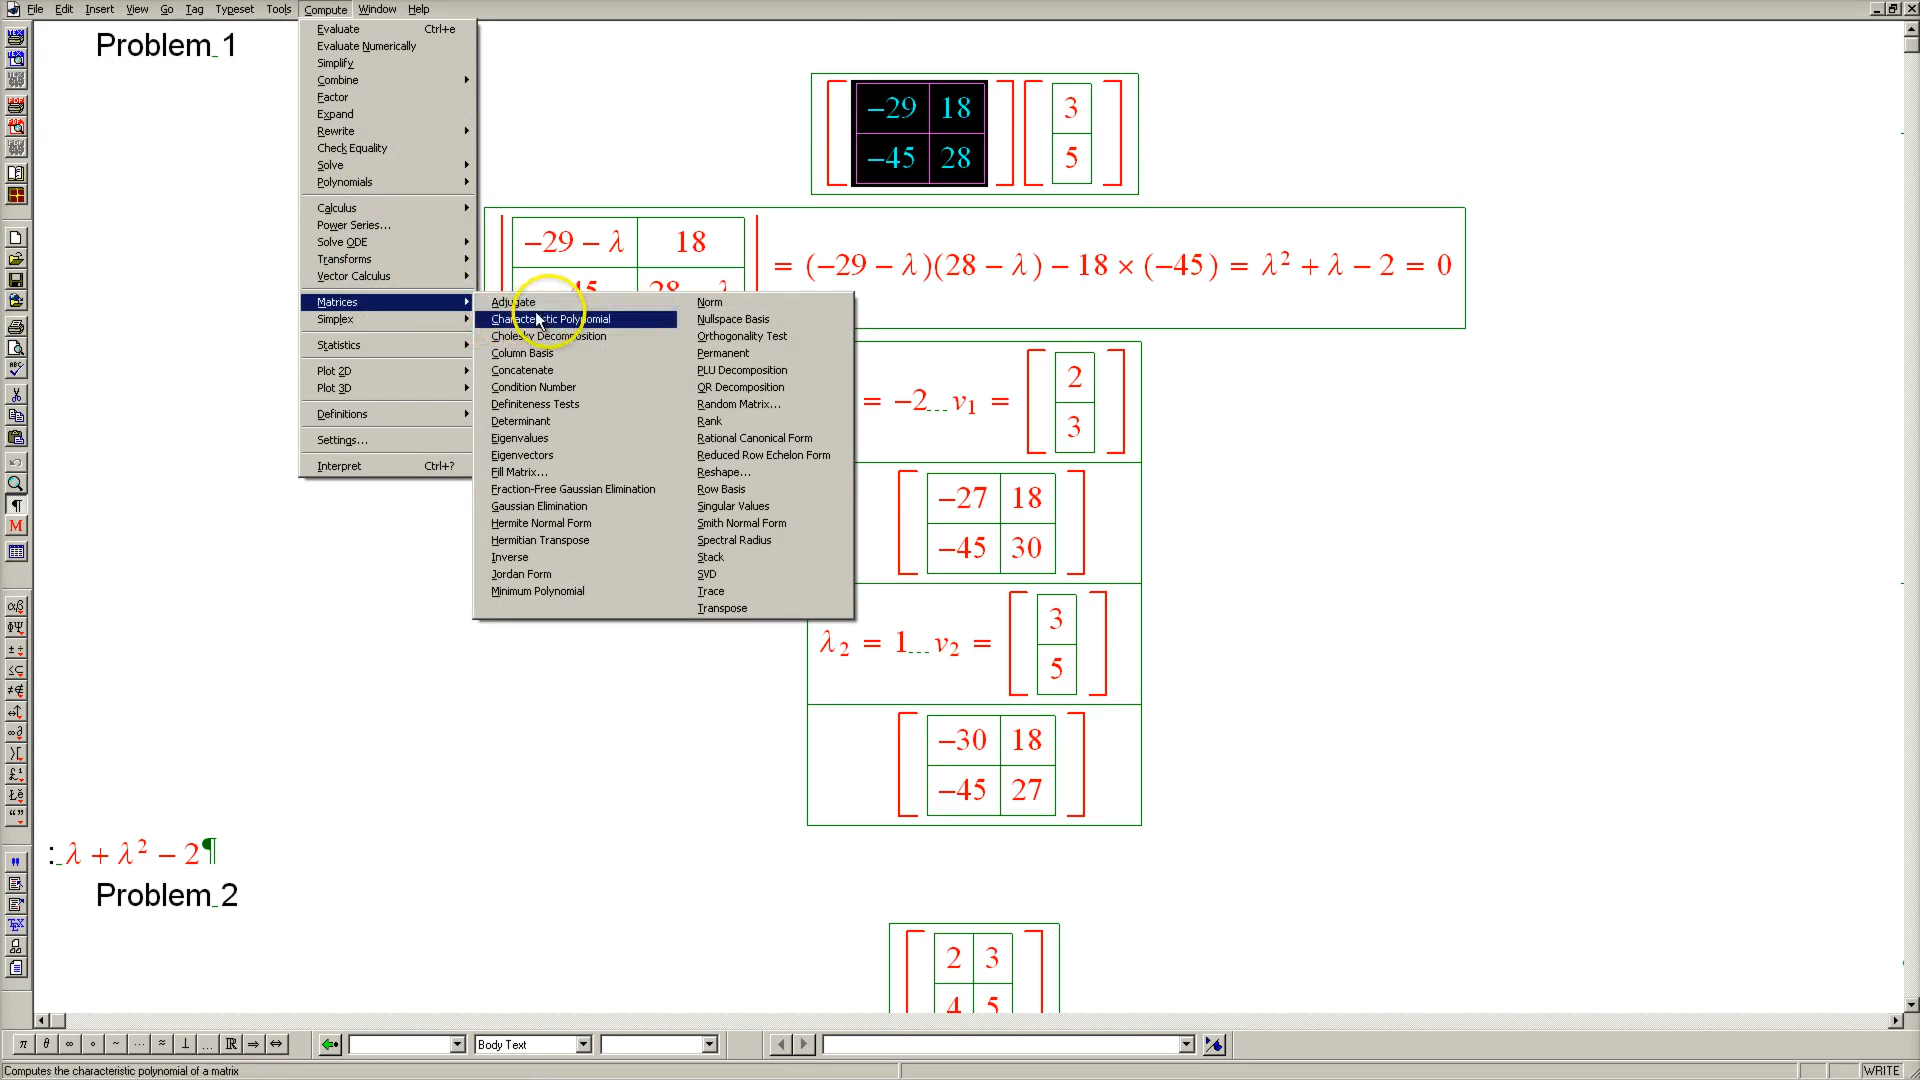 File Edit Insert View Go Tag Typeset Tools Compute Window Help
Problem 1
Evaluate Ctrl+e
Evaluate Numerically
Simplify
Combine
Factor
Expand
Rewrite
Check Equality
Solve
Polynomials
Calculus
Power Series...
Solve ODE
Transforms
Vector Calculus
Matrices
Simplex
Statistics
Plot 2D
Plot 3D
Definitions
Settings...
Interpret Ctrl+?
Adjugate
Characteristic Polynomial
Cholesky Decomposition
Column Basis
Concatenate
Condition Number
Definiteness Tests
Determinant
Eigenvalues
Eigenvectors
Fill Matrix...
Fraction-Free Gaussian Elimination
Gaussian Elimination
Hermite Normal Form
Hermitian Transpose
Inverse
Jordan Form
Minimum Polynomial
Norm
Nullspace Basis
Orthogonality Test
Permanent
PLU Decomposition
QR Decomposition
Random Matrix...
Rank
Rational Canonical Form
Reduced Row Echelon Form
Reshape...
Row Basis
Singular Values
Smith Normal Form
Spectral Radius
Stack
SVD
Trace
Transpose
−29 18 3
−45 28 5
−29 − λ 18
= (−29 − λ)(28 − λ) − 18 × (−45) = λ² + λ − 2 = 0
= −2 v₁ = 2
3
−27 18
−45 30
λ₂ = 1 v₂ = 3
5
−30 18
−45 27
: λ + λ² − 2¶
Problem 2
2 3
4 5
Body Text
Computes the characteristic polynomial of a matrix
WRITE